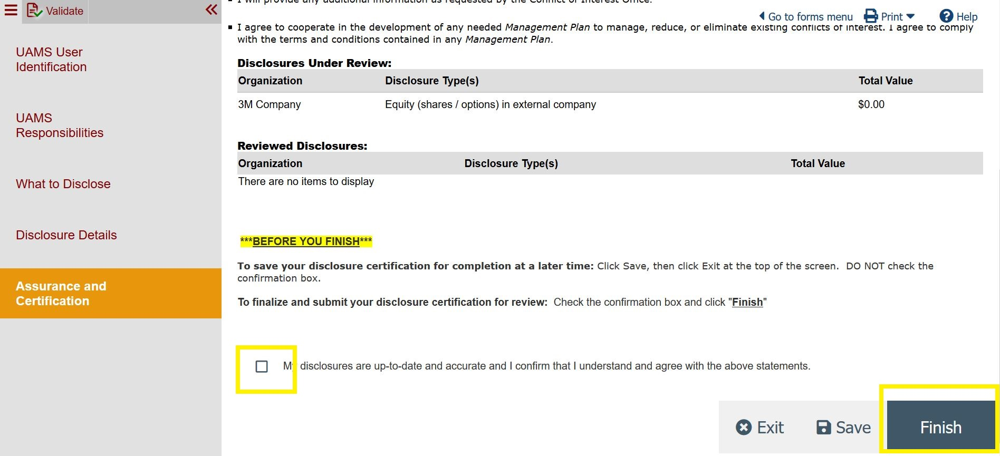 Validate
UAMS User
Identification
UAMS
Responsibilities
What to Disclose
Disclosure Details
Assurance and
Certification
Go to forms menu
Print
Help
I will provide any additional information as requested by the Conflict of Interest Office.
I agree to cooperate in the development of any needed Management Plan to manage, reduce, or eliminate existing conflicts of interest. I agree to comply
with the terms and conditions contained in any Management Plan.
Disclosures Under Review:
Organization Disclosure Type(s) Total Value
3M Company Equity (shares / options) in external company $0.00
Reviewed Disclosures:
Organization Disclosure Type(s) Total Value
There are no items to display
***BEFORE YOU FINISH***
To save your disclosure certification for completion at a later time: Click Save, then click Exit at the top of the screen. DO NOT check the
confirmation box.
To finalize and submit your disclosure certification for review: Check the confirmation box and click "Finish"
My disclosures are up-to-date and accurate and I confirm that I understand and agree with the above statements.
Exit
Save
Finish